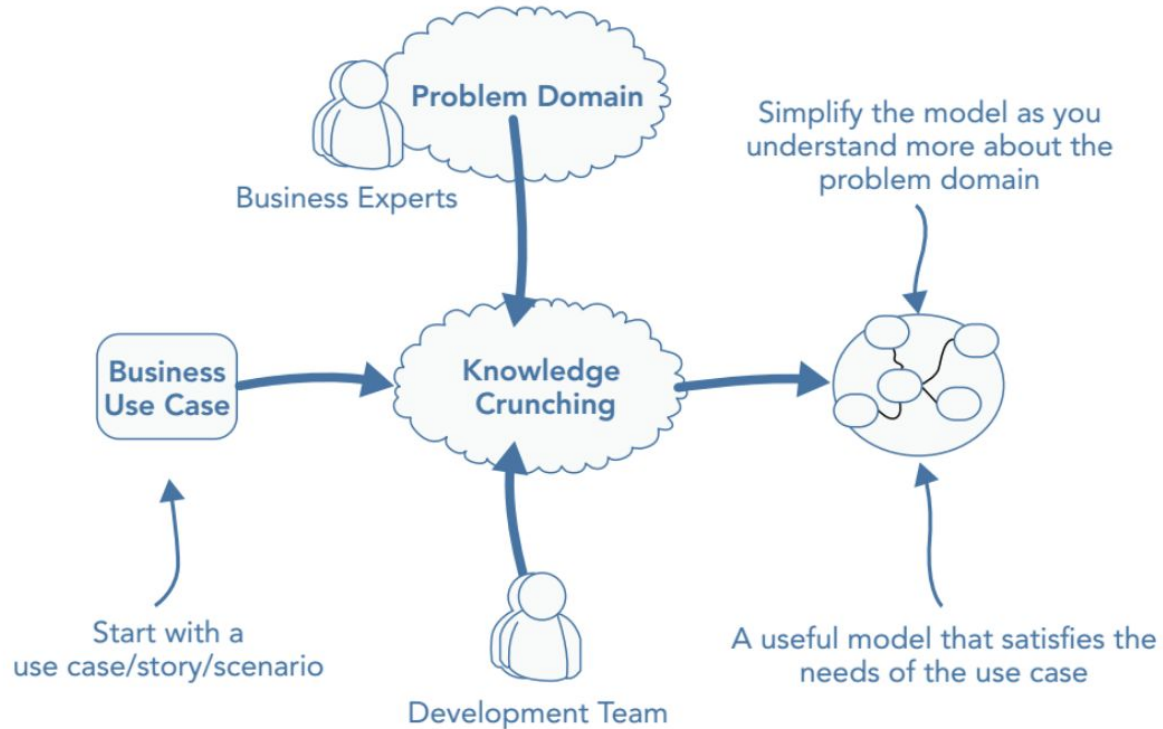 Problem Domain
Business Experts
Simplify the model as you
understand more about the
problem domain
Business
Use Case
Knowledge
Crunching
Start with a
use case/story/scenario
Development Team
A useful model that satisfies the
needs of the use case